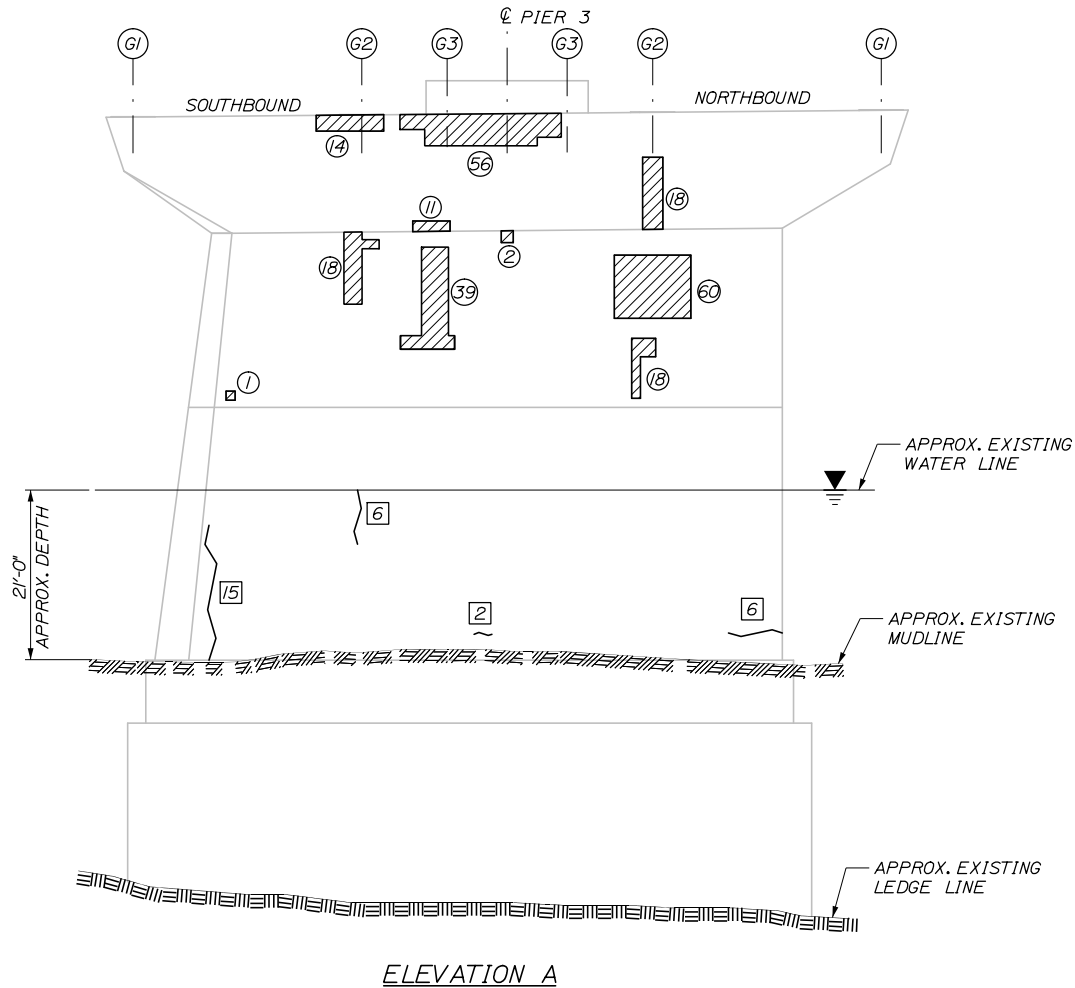 ℄ PIER 3
G1
G2
G3
G3
G2
G1
SOUTHBOUND
NORTHBOUND
14
56
18
11
2
18
39
60
18
1
APPROX. EXISTING
WATER LINE
6
21'-0"
APPROX. DEPTH
15
2
6
APPROX. EXISTING
MUDLINE
APPROX. EXISTING
LEDGE LINE
ELEVATION A